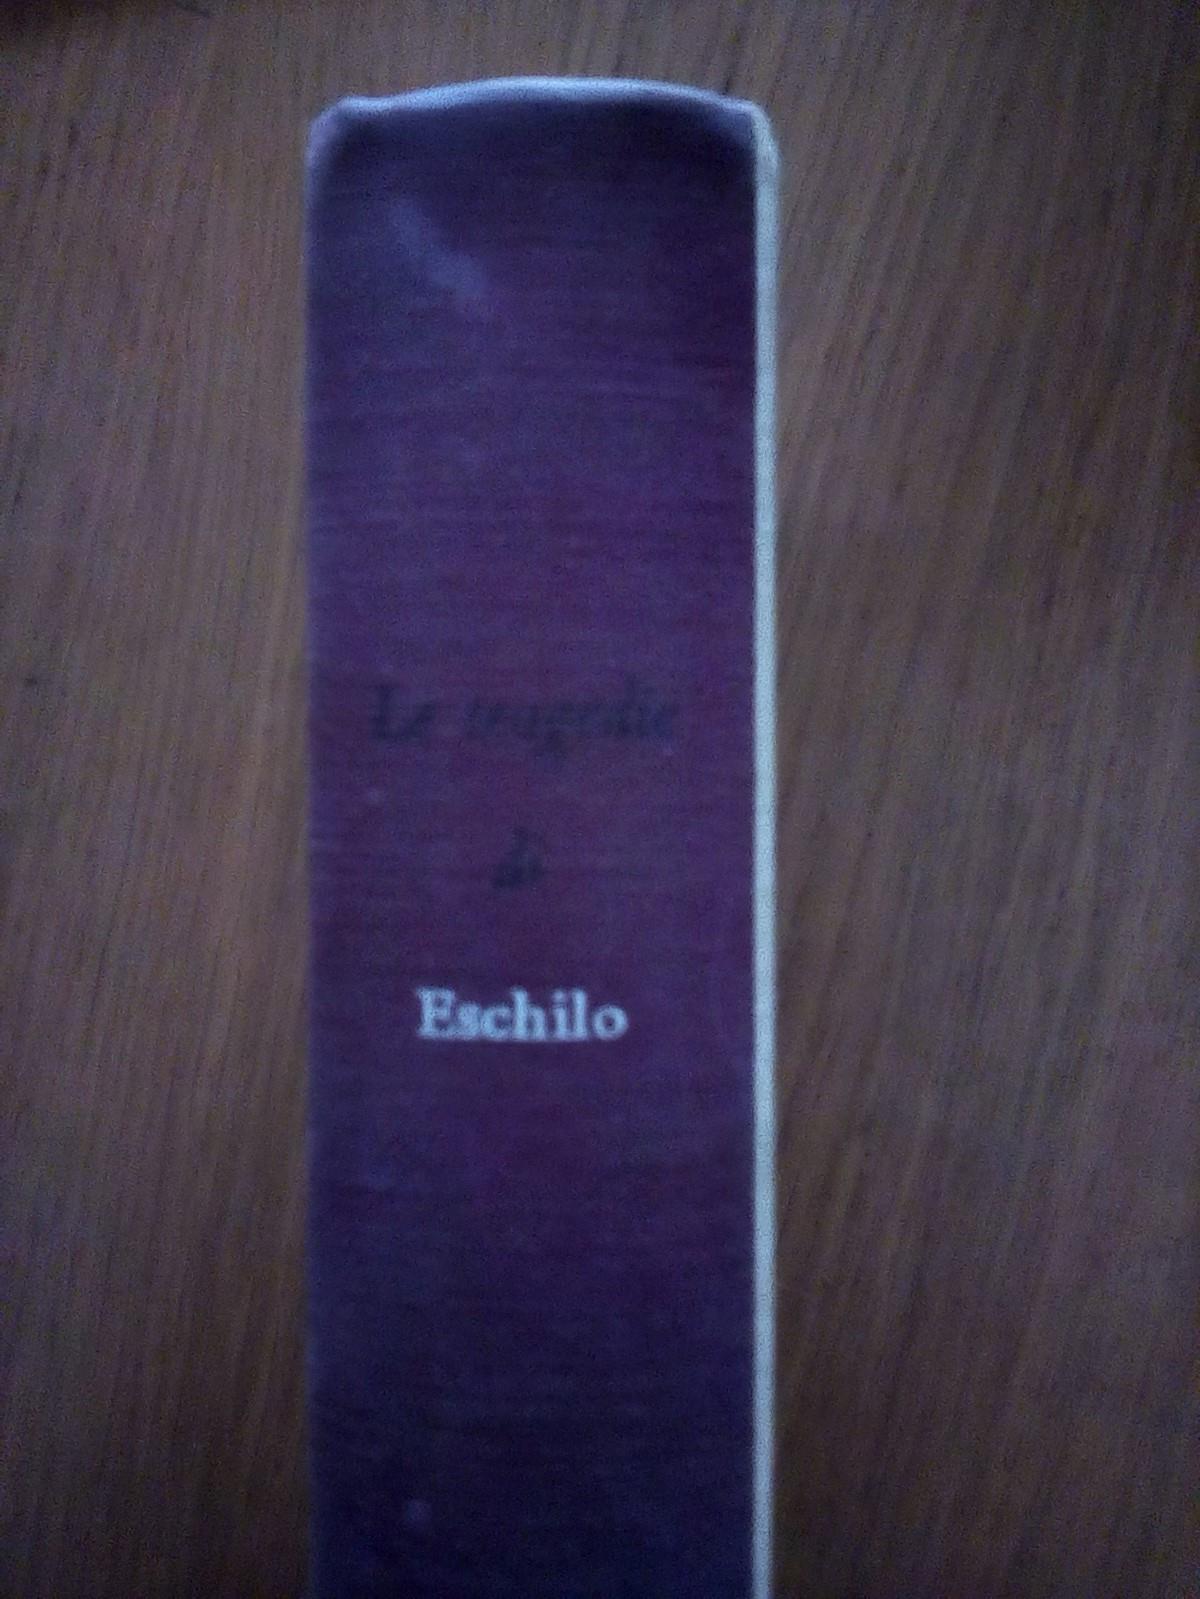 Le tragedie
di
Eschilo